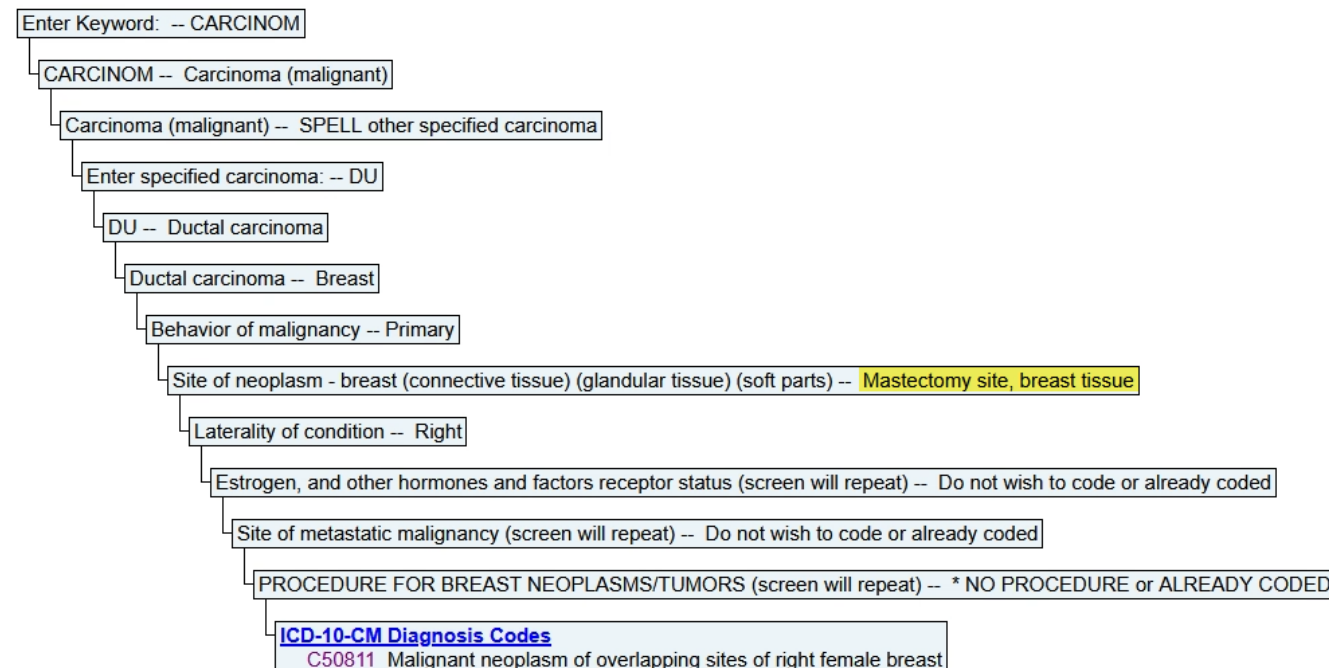 Enter Keyword:  -- CARCINOM
CARCINOM --  Carcinoma (malignant)
Carcinoma (malignant) --  SPELL other specified carcinoma
Enter specified carcinoma: -- DU
DU --  Ductal carcinoma
Ductal carcinoma --  Breast
Behavior of malignancy -- Primary
Site of neoplasm - breast (connective tissue) (glandular tissue) (soft parts) --  Mastectomy site, breast tissue
Laterality of condition --  Right
Estrogen, and other hormones and factors receptor status (screen will repeat) --  Do not wish to code or already coded
Site of metastatic malignancy (screen will repeat) --  Do not wish to code or already coded
PROCEDURE FOR BREAST NEOPLASMS/TUMORS (screen will repeat) --  * NO PROCEDURE or ALREADY CODED
ICD-10-CM Diagnosis Codes
C50811  Malignant neoplasm of overlapping sites of right female breast